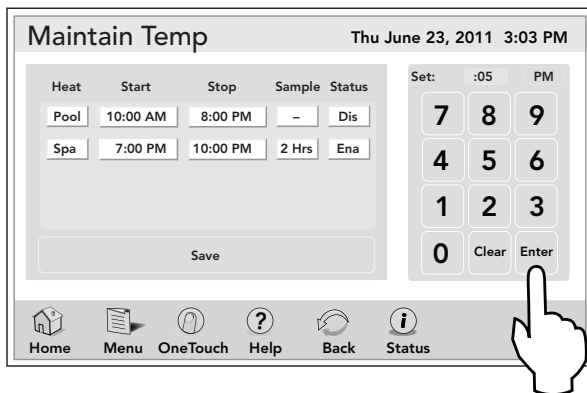 Maintain Temp Thu June 23, 2011 3:03 PM
Heat Start Stop Sample Status
Pool 10:00 AM 8:00 PM – Dis
Spa 7:00 PM 10:00 PM 2 Hrs Ena
Save
Set: :05 PM
7 8 9
4 5 6
1 2 3
0 Clear Enter
Home Menu OneTouch Help Back Status